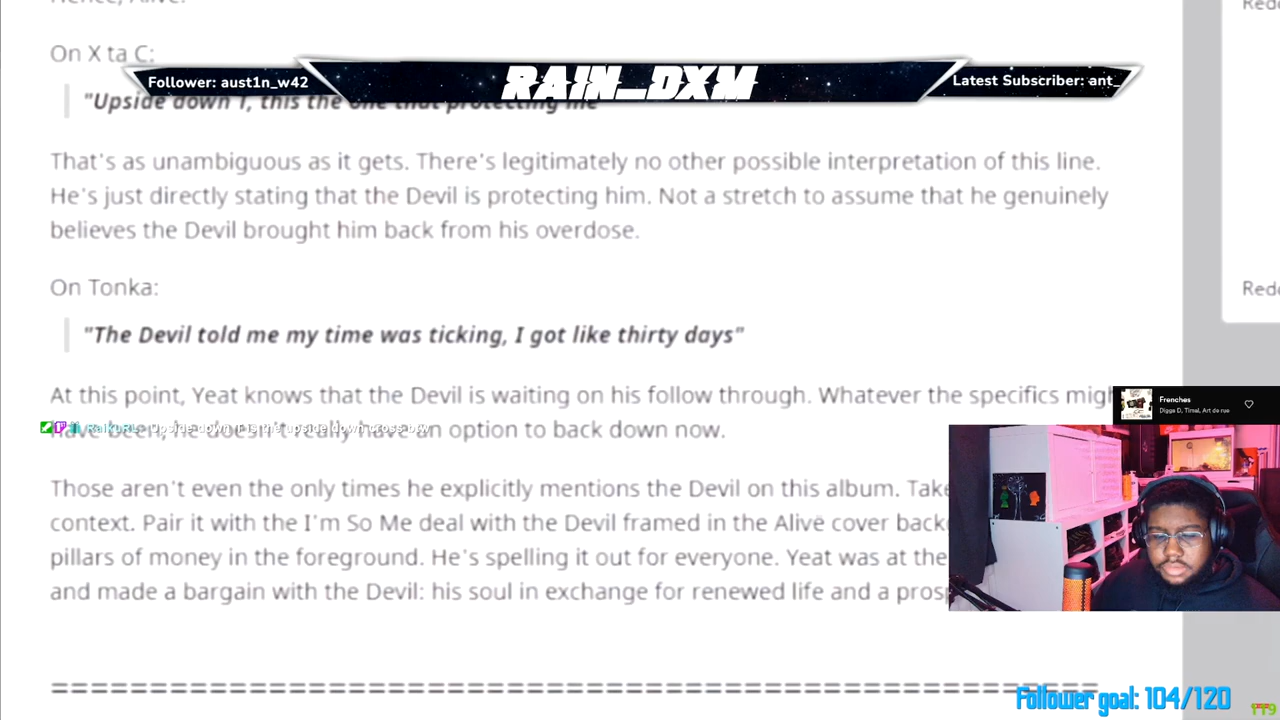 On X ta C:
Follower: aust1n_w42
RAIN_DXM
Latest Subscriber: ant_
"Upside down T, this the one that protecting me"
That's as unambiguous as it gets. There's legitimately no other possible interpretation of this line.
He's just directly stating that the Devil is protecting him. Not a stretch to assume that he genuinely
believes the Devil brought him back from his overdose.
On Tonka:
"The Devil told me my time was ticking, I got like thirty days"
At this point, Yeat knows that the Devil is waiting on his follow through. Whatever the specifics
Frenches
Digga D, Timal, Art de rue
option to back down now.
Those aren't even the only times he explicitly mentions the Devil on this album. Take
context. Pair it with the I'm So Me deal with the Devil framed in the Alive cover
pillars of money in the foreground. He's spelling it out for everyone. Yeat was at the
and made a bargain with the Devil: his soul in exchange for renewed life and a
==========
Follower goal: 104/120